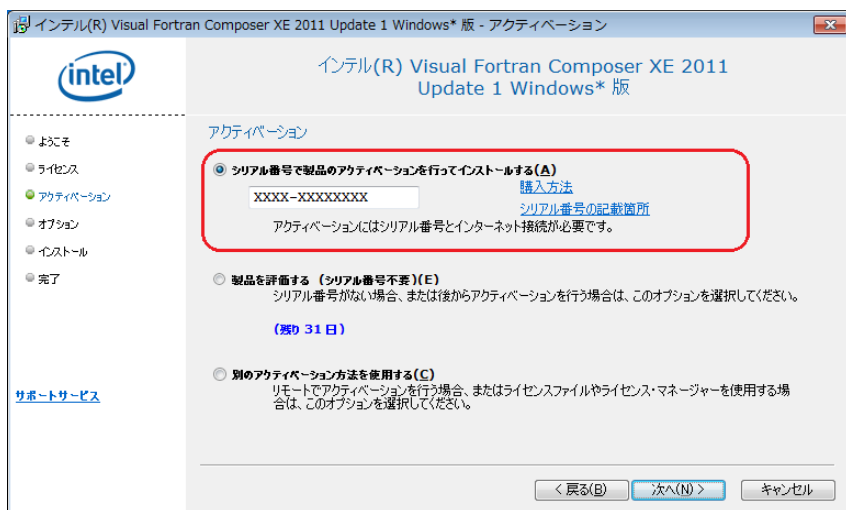 インテル(R) Visual Fortran Composer XE 2011 Update 1 Windows* 版 - アクティベーション
intel
インテル(R) Visual Fortran Composer XE 2011
Update 1 Windows* 版
ようこそ
ライセンス
アクティベーション
オプション
インストール
完了
サポートサービス
アクティベーション
シリアル番号で製品のアクティベーションを行ってインストールする(A)
XXXX-XXXXXXXX
購入方法
シリアル番号の記載箇所
アクティベーションにはシリアル番号とインターネット接続が必要です。
製品を評価する (シリアル番号不要)(E)
シリアル番号がない場合、または後からアクティベーションを行う場合は、このオプションを選択してください。
(残り 31 日)
別のアクティベーション方法を使用する(C)
リモートでアクティベーションを行う場合、またはライセンスファイルやライセンス・マネージャーを使用する場
合は、このオプションを選択してください。
< 戻る(B)
次へ(N) >
キャンセル